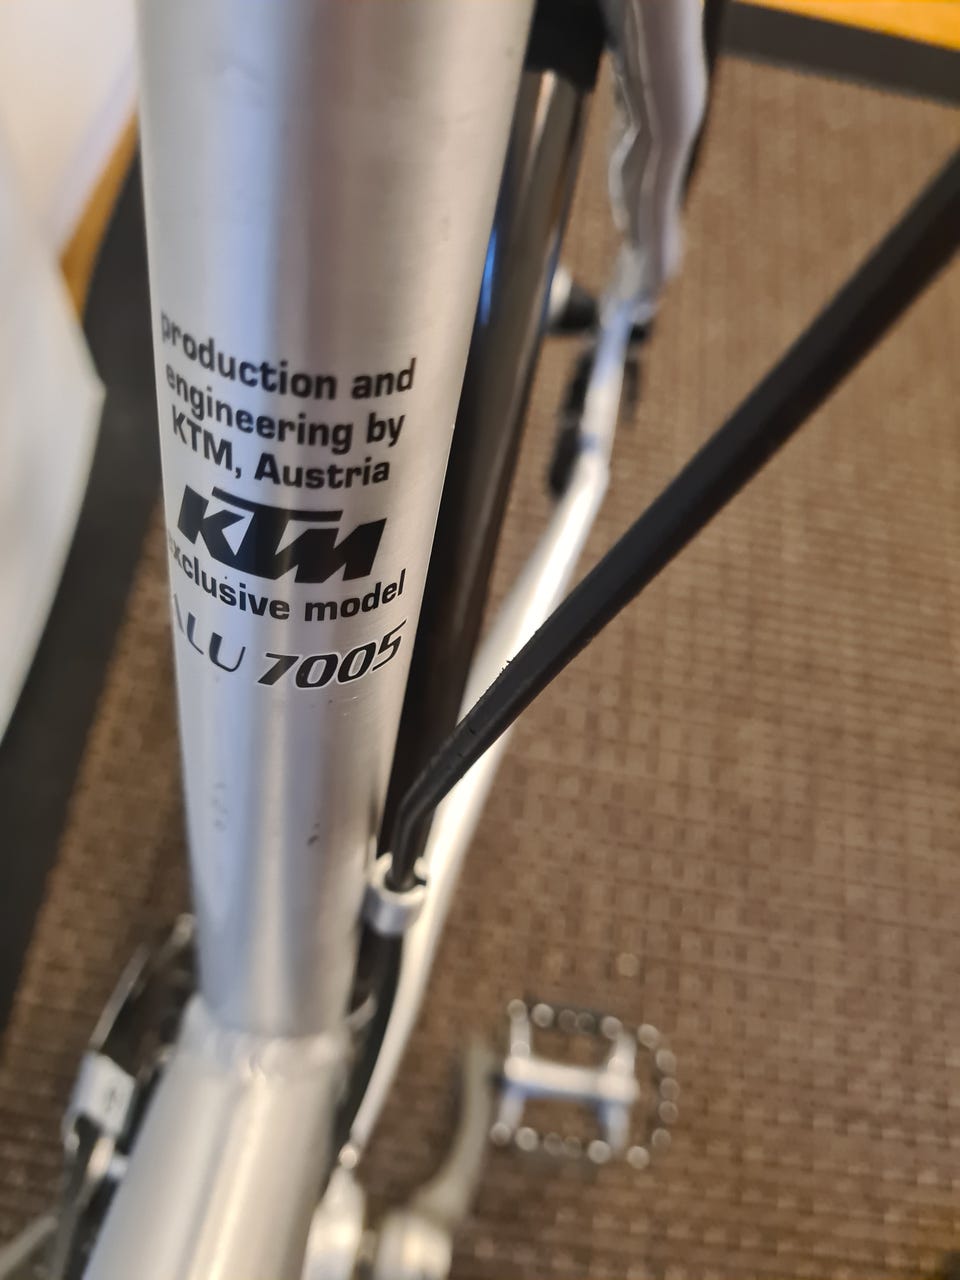 production and
engineering by
KTM, Austria
KTM
exclusive model
ALU 7005